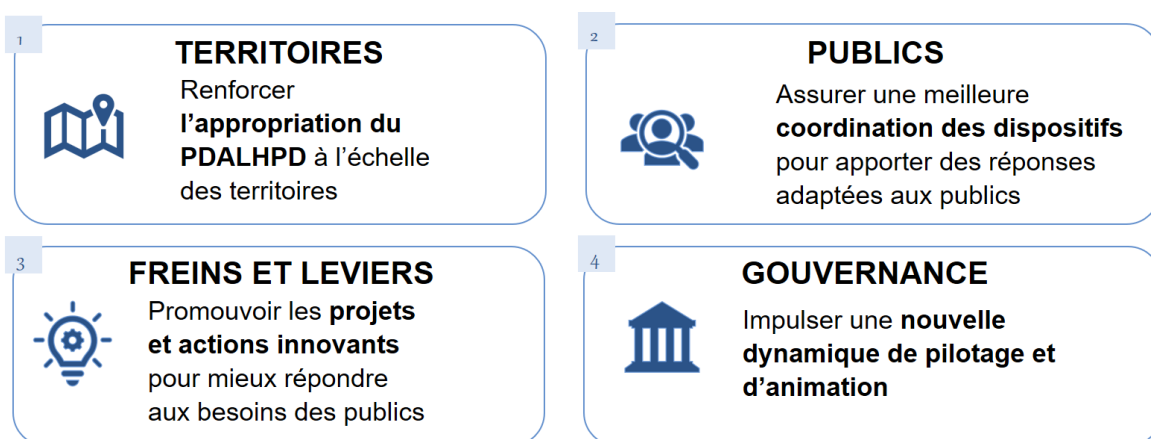 1
TERRITOIRES
Renforcer
l’appropriation du
PDALHPD à l’échelle
des territoires
2
PUBLICS
Assurer une meilleure
coordination des dispositifs
pour apporter des réponses
adaptées aux publics
3
FREINS ET LEVIERS
Promouvoir les projets
et actions innovants
pour mieux répondre
aux besoins des publics
4
GOUVERNANCE
Impulser une nouvelle
dynamique de pilotage et
d’animation